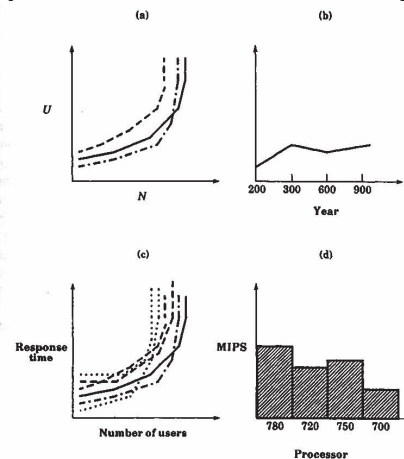 (a)
U
N
(b)
200 300 600 900
Year
(c)
Response
time
Number of users
(d)
MIPS
780 720 750 700
Processor